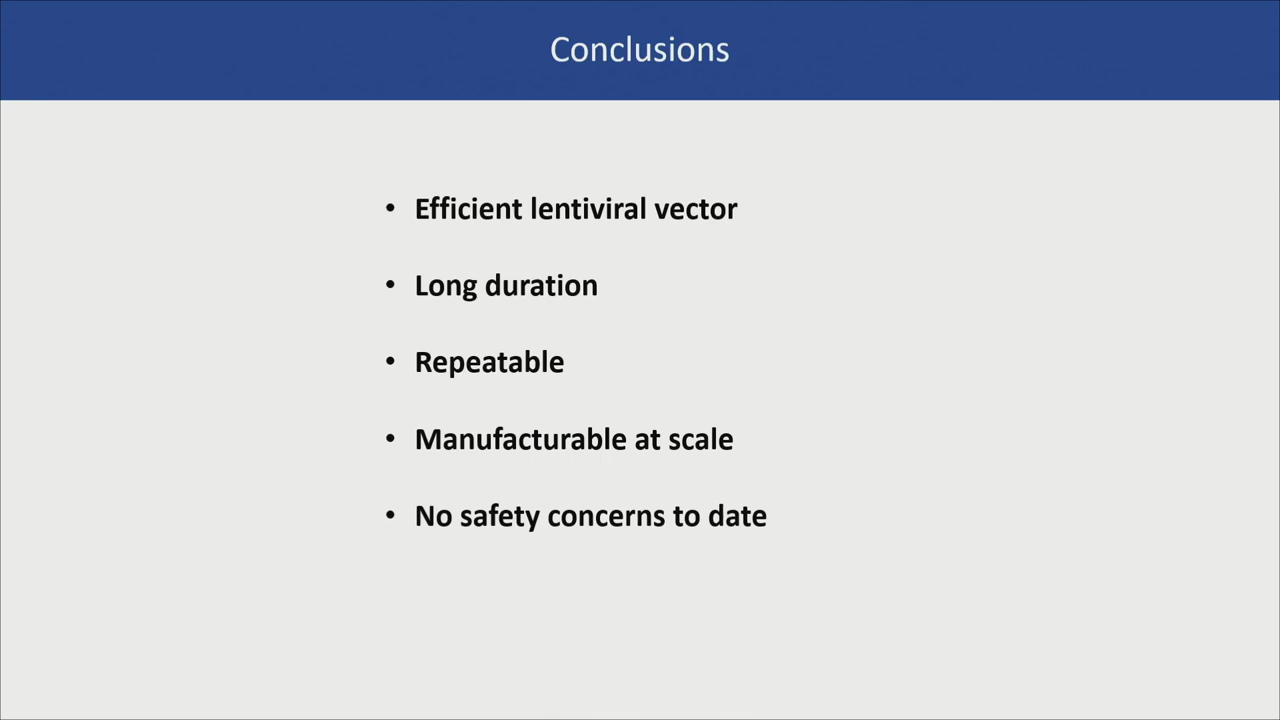 Conclusions
• Efficient lentiviral vector
• Long duration
• Repeatable
• Manufacturable at scale
• No safety concerns to date